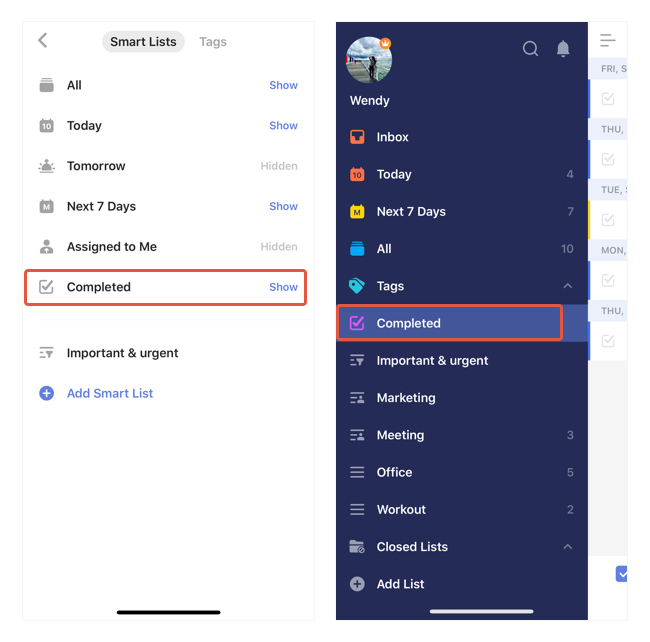 Smart Lists Tags
All Show
10 Today Show
Tomorrow Hidden
M Next 7 Days Show
Assigned to Me Hidden
Completed Show
Important & urgent
Add Smart List
Wendy
Inbox
10 Today 4
M Next 7 Days 7
All 10
Tags
Completed
Important & urgent
Marketing
Meeting 3
Office 5
Workout 2
Closed Lists
Add List
FRI, S
THU,
TUE, S
MON,
THU,